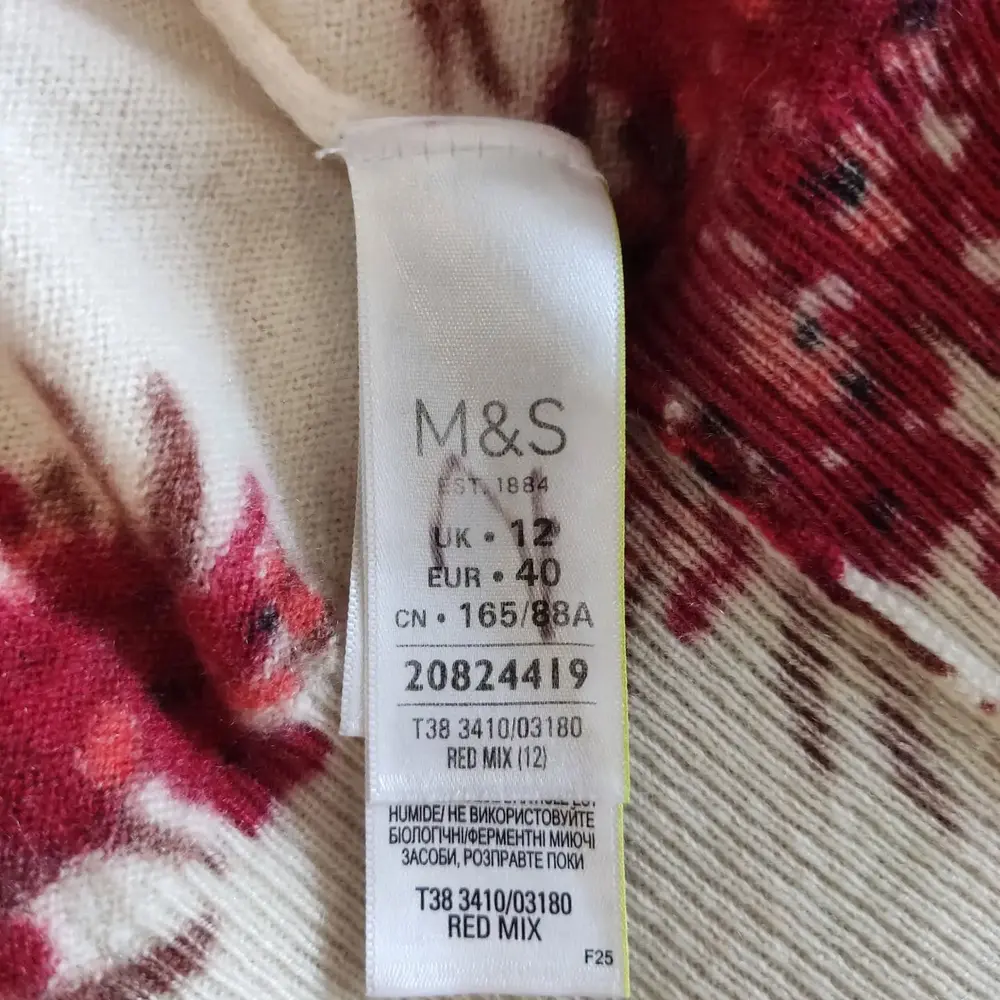 M&S
EST. 1884
UK • 12
EUR • 40
CN • 165/88A
20824419
T38 3410/03180
RED MIX (12)
HUMIDE/ НЕ ВИКОРИСТОВУЙТЕ
БІОЛОГІЧНІ/ФЕРМЕНТНІ МИЮЧІ
ЗАСОБИ, РОЗПРАВТЕ ПОКИ
T38 3410/03180
RED MIX
F25